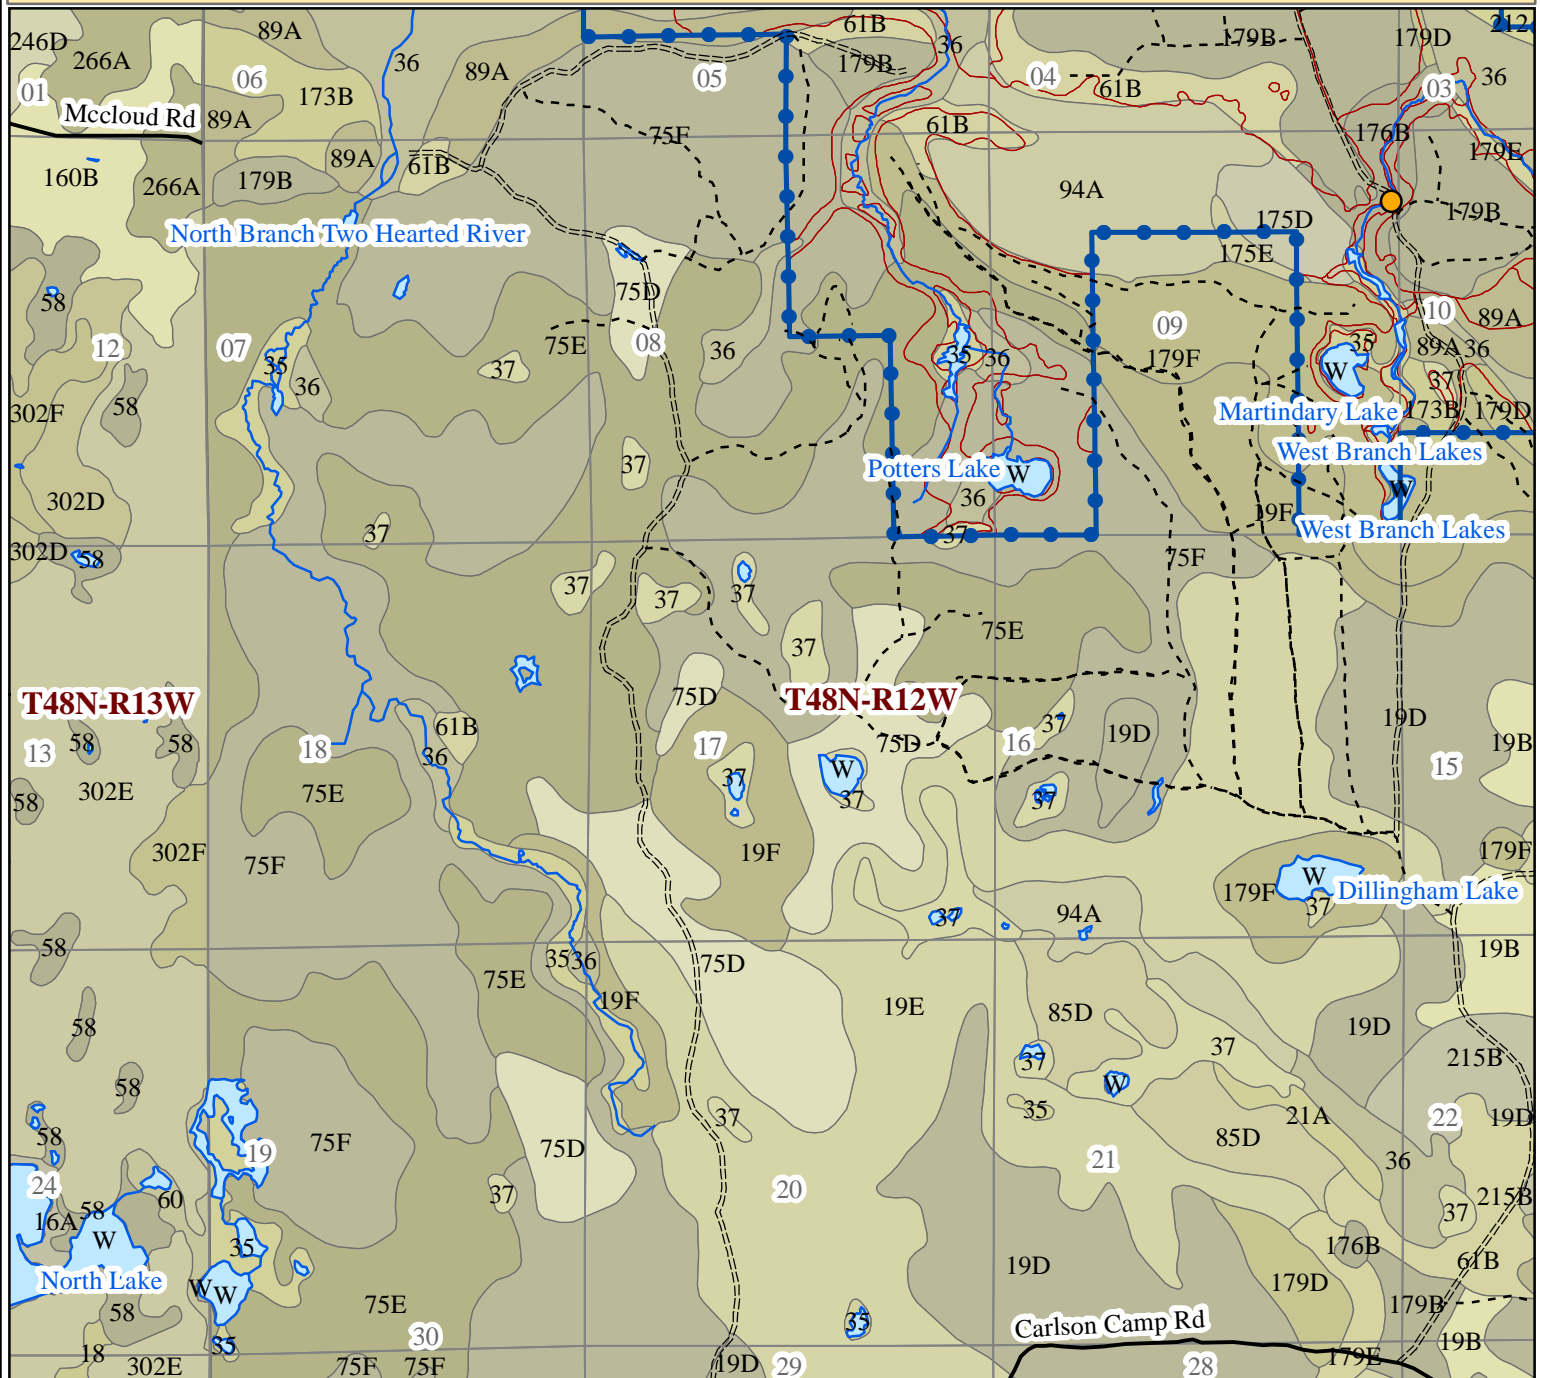 89A
61B
179B
179D
212
246D
266A
36
89A
179B
36
36
01
06
05
04
03
173B
61B
Mccloud Rd
89A
75F
61B
176B
89A
61B
179E
160B
266A
179B
94A
175D
179B
North Branch Two Hearted River
175E
58
75D
10
89A
12
07
75E
08
36
09
35
35
36
179F
35
89A
36
36
37
W
37
302F
58
Martindary Lake
173B
179D
37
Potters Lake
W
West Branch Lakes
302D
36
W
37
37
19F
West Branch Lakes
302D
58
75F
37
37
37
75E
37
T48N-R13W
75D
T48N-R12W
58
58
61B
37
19D
19D
13
18
36
17
75D
16
19B
W
37
15
302E
75E
37
37
58
302F
75F
19F
179F
W
179F
Dillingham Lake
37
94A
37
58
19B
35
36
75D
75E
19F
19E
85D
58
19D
37
37
215B
58
W
35
37
21A
22
19D
58
75F
75D
85D
19
21
36
24
58
60
37
20
215B
16A
37
W
35
176B
North Lake
19D
61B
W
W
179D
58
75E
179B
35
Carlson Camp Rd
35
30
19B
18
302E
75F
75F
19D
29
28
179E